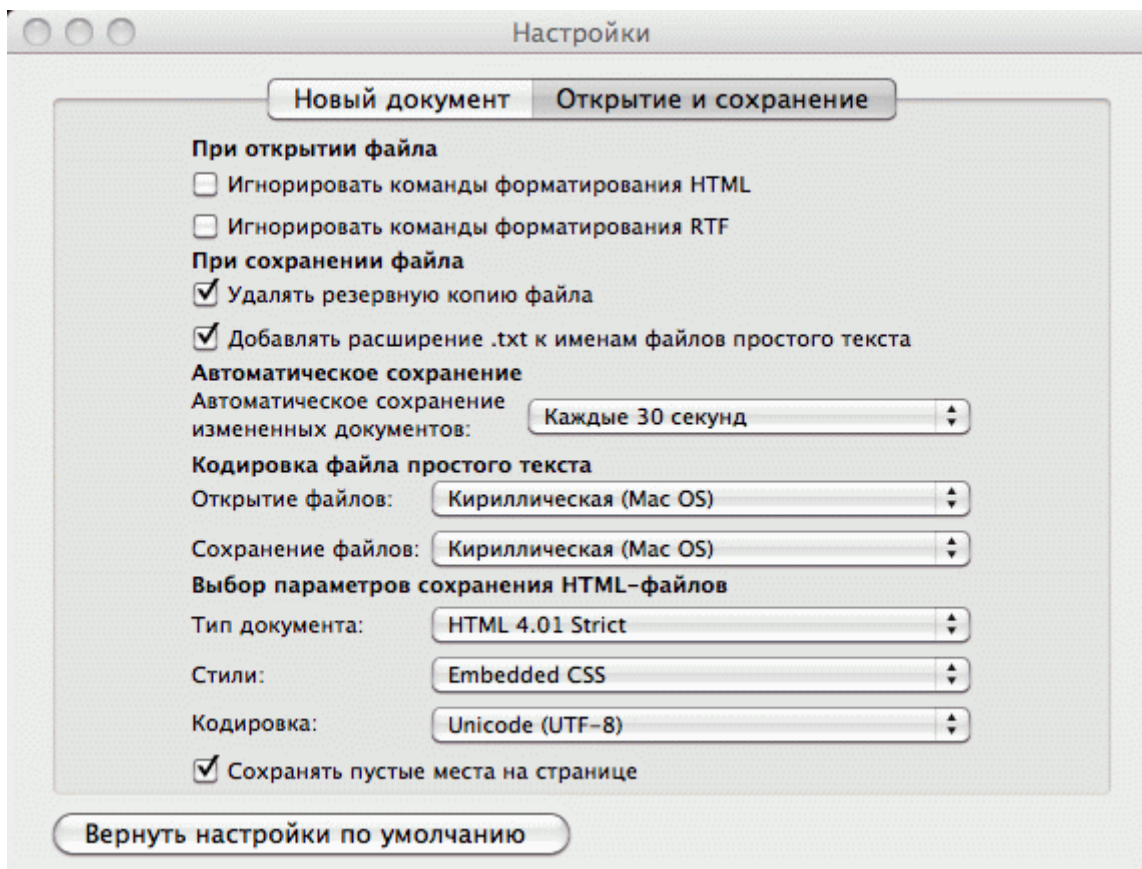 Настройки
Новый документ Открытие и сохранение
При открытии файла
Игнорировать команды форматирования HTML
Игнорировать команды форматирования RTF
При сохранении файла
Удалять резервную копию файла
Добавлять расширение .txt к именам файлов простого текста
Автоматическое сохранение
Автоматическое сохранение
измененных документов: Каждые 30 секунд
Кодировка файла простого текста
Открытие файлов: Кириллическая (Mac OS)
Сохранение файлов: Кириллическая (Mac OS)
Выбор параметров сохранения HTML-файлов
Тип документа: HTML 4.01 Strict
Стили: Embedded CSS
Кодировка: Unicode (UTF-8)
Сохранять пустые места на странице
Вернуть настройки по умолчанию